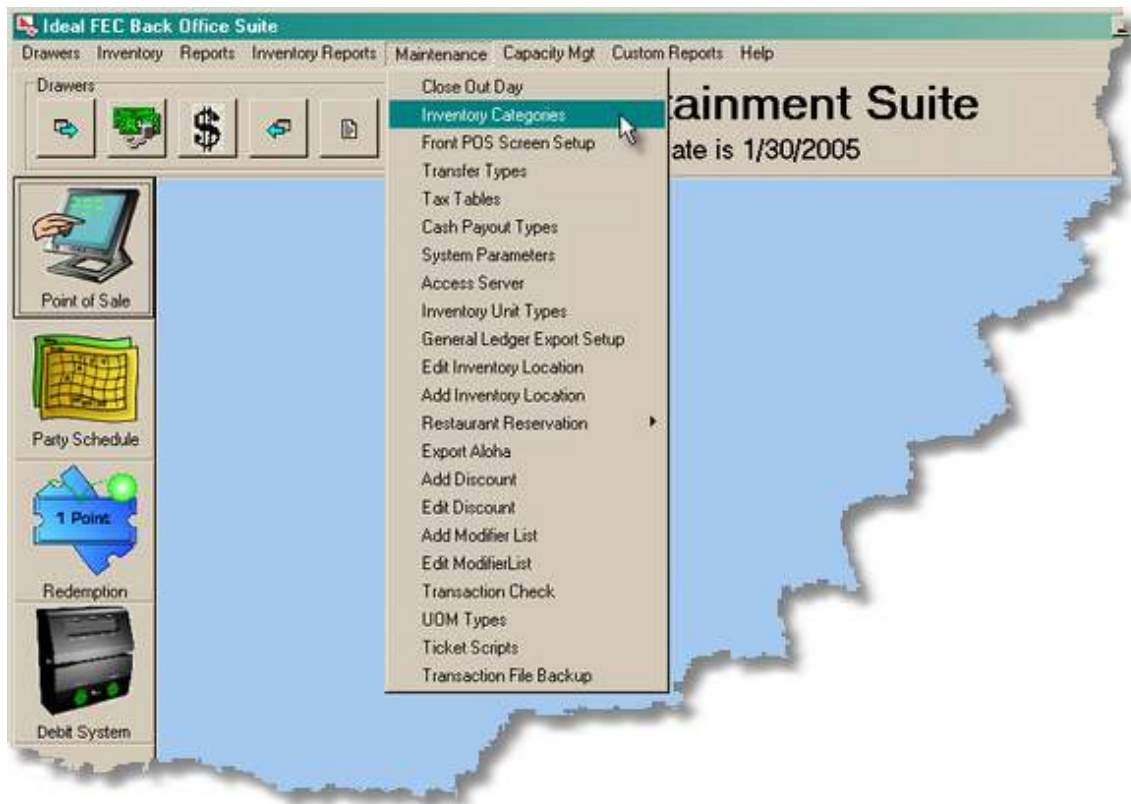 Ideal FEC Back Office Suite
Drawers Inventory Reports Inventory Reports Maintenance Capacity Mgt Custom Reports Help
Drawers
$
tainment Suite
ate is 1/30/2005
Close Out Day
Inventory Categories
Front POS Screen Setup
Transfer Types
Tax Tables
Cash Payout Types
System Parameters
Access Server
Inventory Unit Types
General Ledger Export Setup
Edit Inventory Location
Add Inventory Location
Restaurant Reservation
Export Aloha
Add Discount
Edit Discount
Add Modifier List
Edit ModifierList
Transaction Check
UOM Types
Ticket Scripts
Transaction File Backup
Point of Sale
Party Schedule
1 Point
Redemption
Debit System